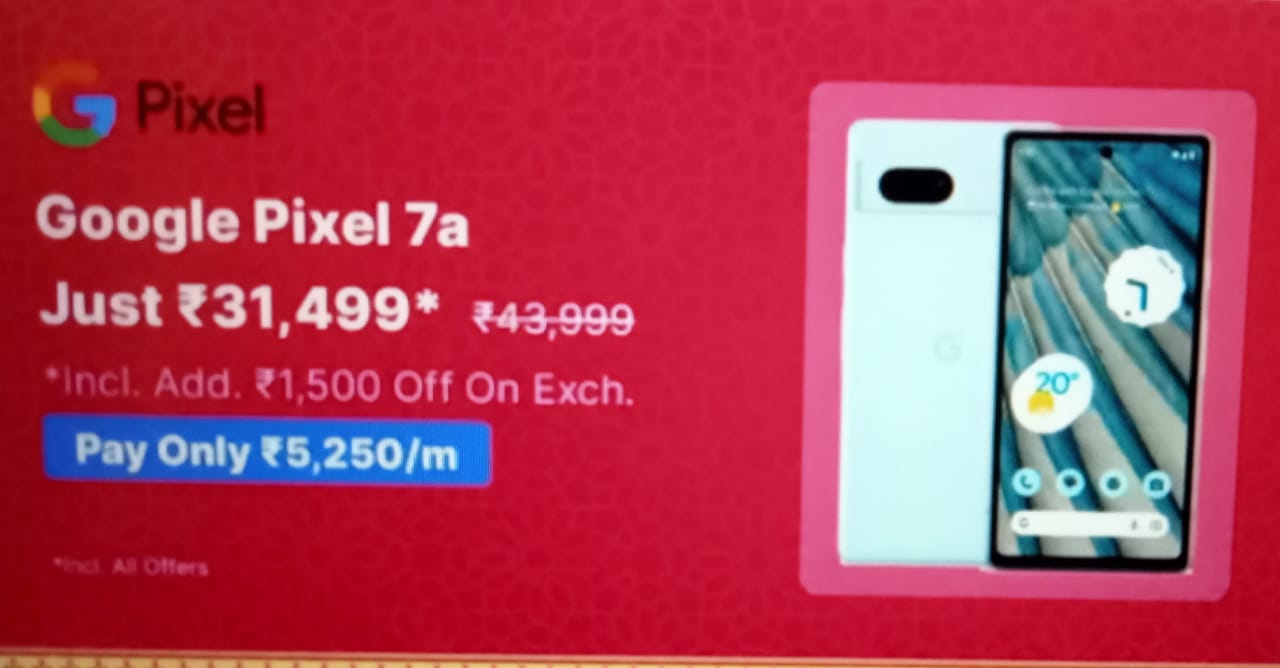 G Pixel
Google Pixel 7a
Just ₹31,499* ₹43,999
*Incl. Add. ₹1,500 Off On Exch.
Pay Only ₹5,250/m
*Incl. All Offers
G
20°
G